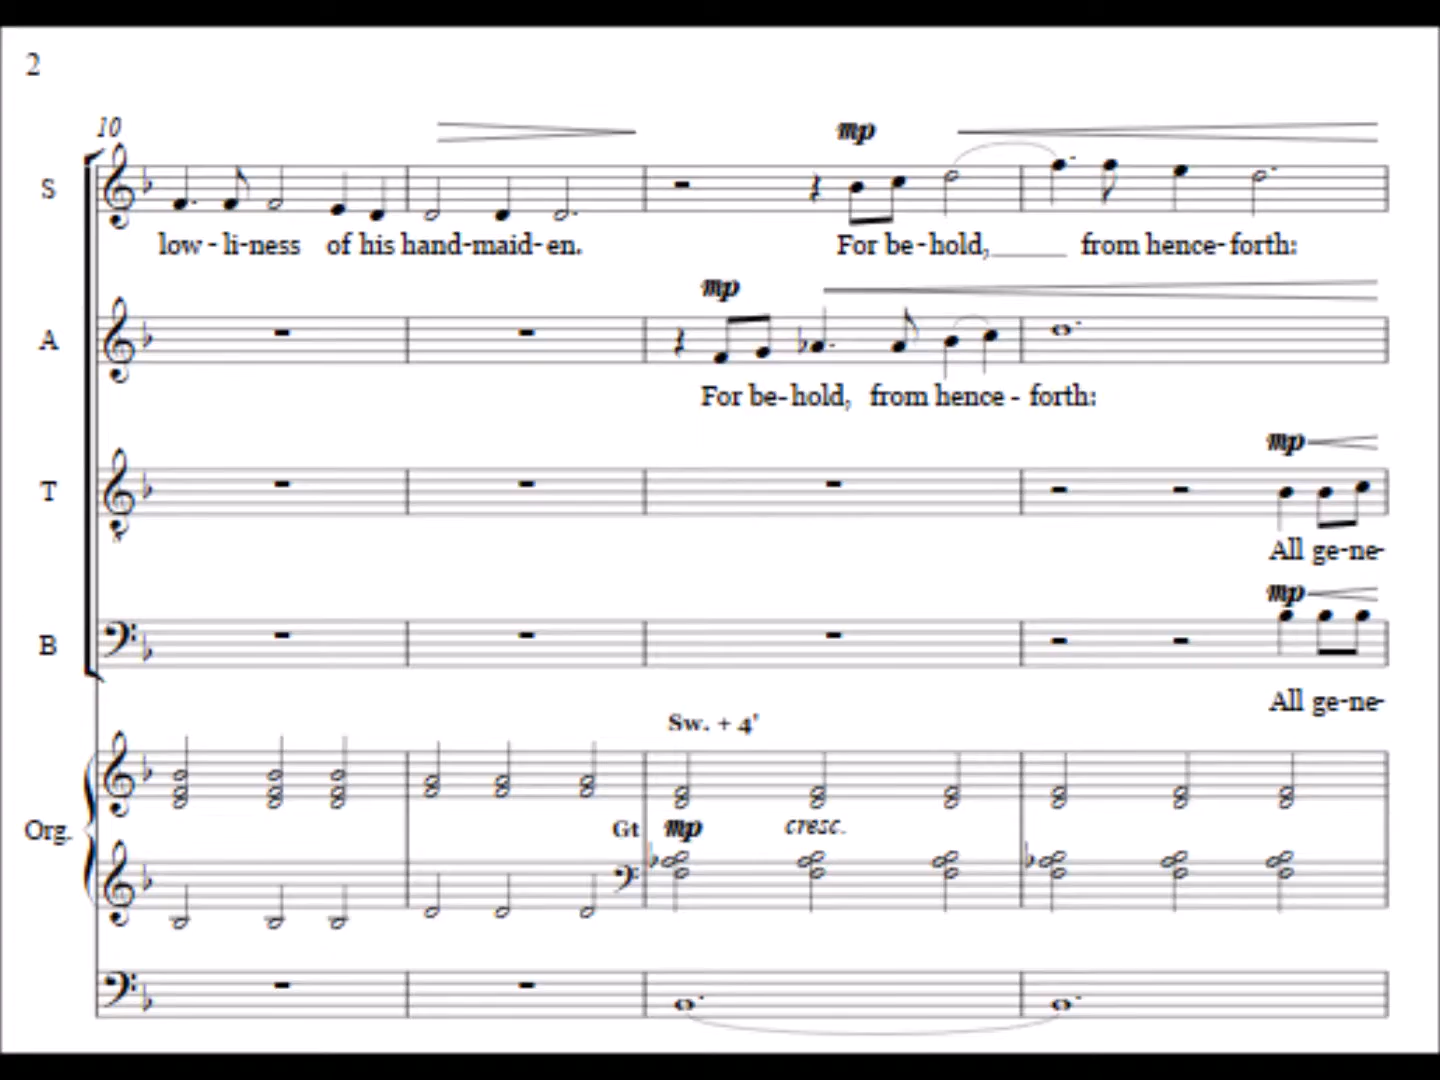 2
10
mp
S
low - li-ness of his hand-maid-en. For be-hold,____ from hence-forth:
mp
A
For be-hold, from hence - forth:
mp
T
All ge-ne-
mp
B
All ge-ne-
Sw. + 4'
Org.
Gt mp cresc.